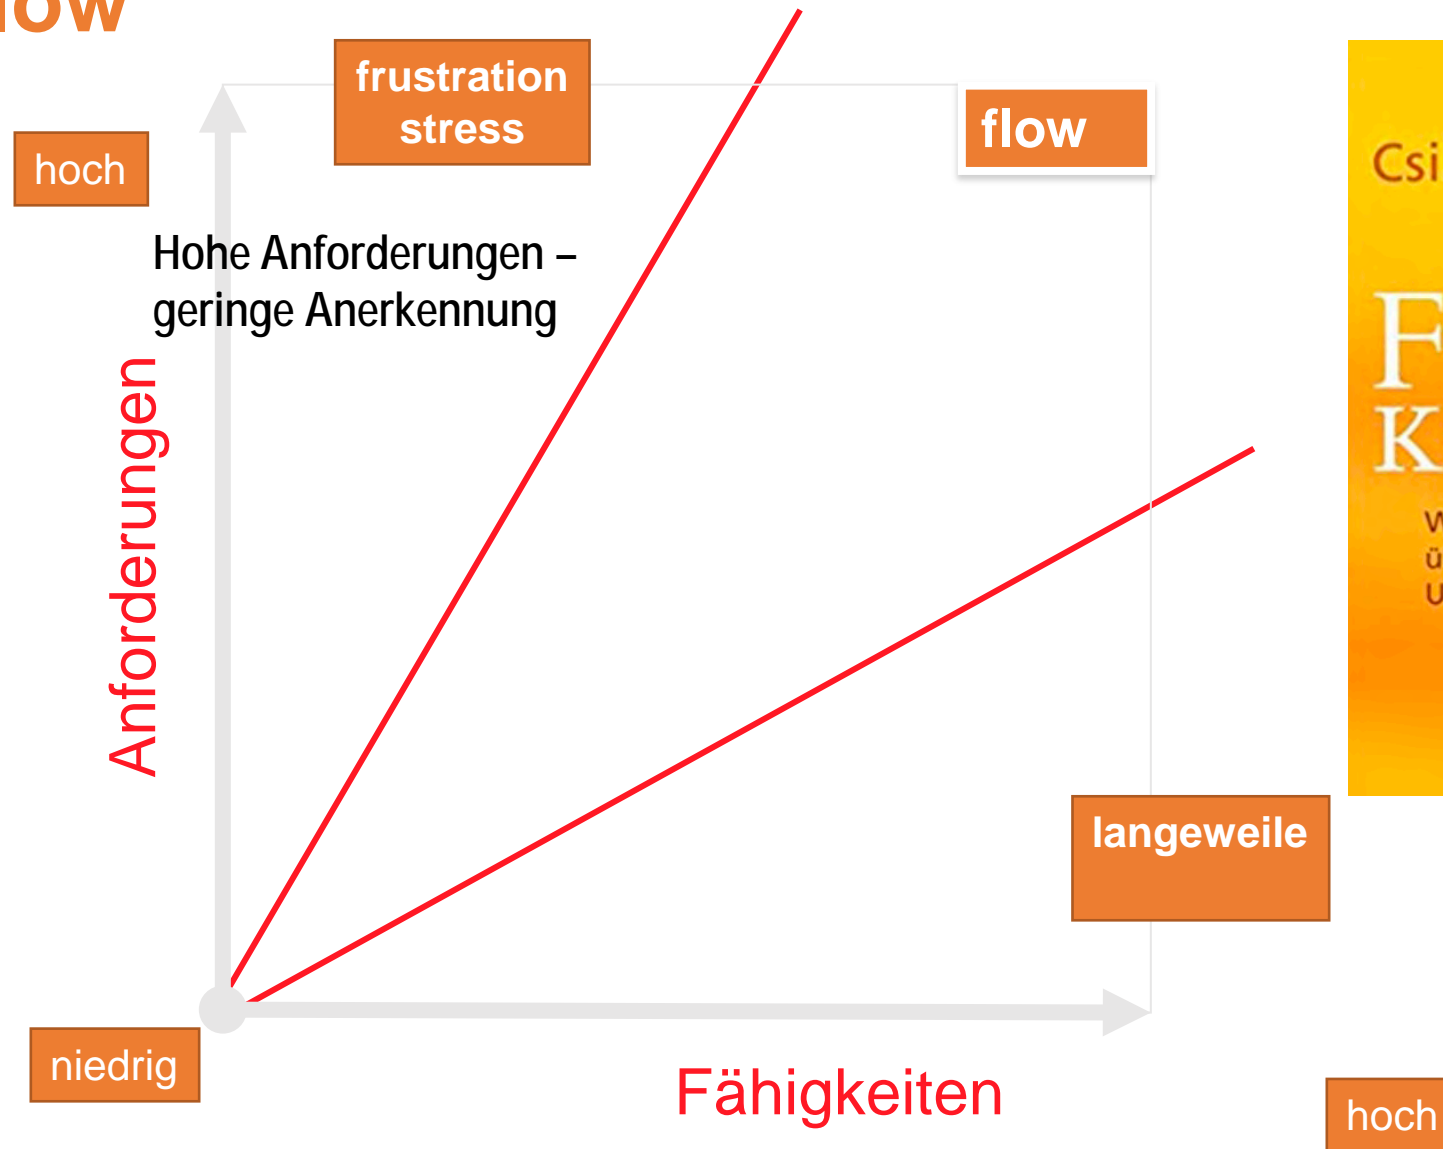 frustration
stress
flow
hoch
Hohe Anforderungen –
geringe Anerkennung
Anforderungen
langeweile
niedrig
Fähigkeiten
hoch